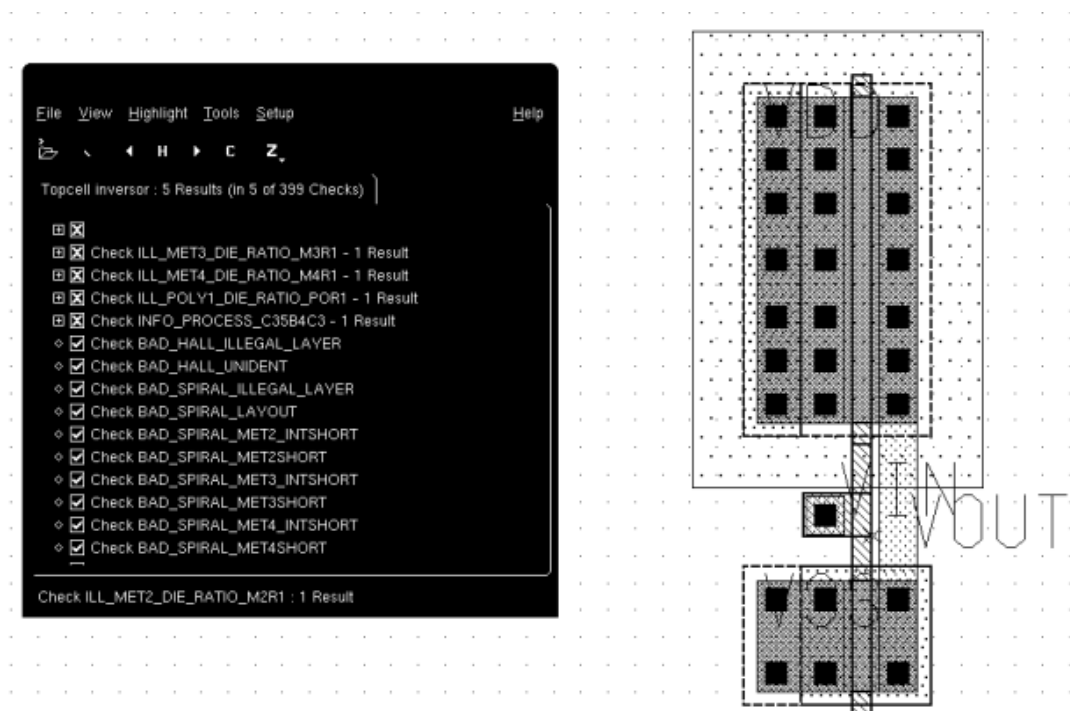 File View Highlight Tools Setup Help
H C Z
Topcell inversor : 5 Results (in 5 of 399 Checks)
Check ILL_MET3_DIE_RATIO_M3R1 - 1 Result
Check ILL_MET4_DIE_RATIO_M4R1 - 1 Result
Check ILL_POLY1_DIE_RATIO_POR1 - 1 Result
Check INFO_PROCESS_C35B4C3 - 1 Result
Check BAD_HALL_ILLEGAL_LAYER
Check BAD_HALL_UNIDENT
Check BAD_SPIRAL_ILLEGAL_LAYER
Check BAD_SPIRAL_LAYOUT
Check BAD_SPIRAL_MET2_INTSHORT
Check BAD_SPIRAL_MET2SHORT
Check BAD_SPIRAL_MET3_INTSHORT
Check BAD_SPIRAL_MET3SHORT
Check BAD_SPIRAL_MET4_INTSHORT
Check BAD_SPIRAL_MET4SHORT
Check ILL_MET2_DIE_RATIO_M2R1 : 1 Result
VDD
VIN
VOUT